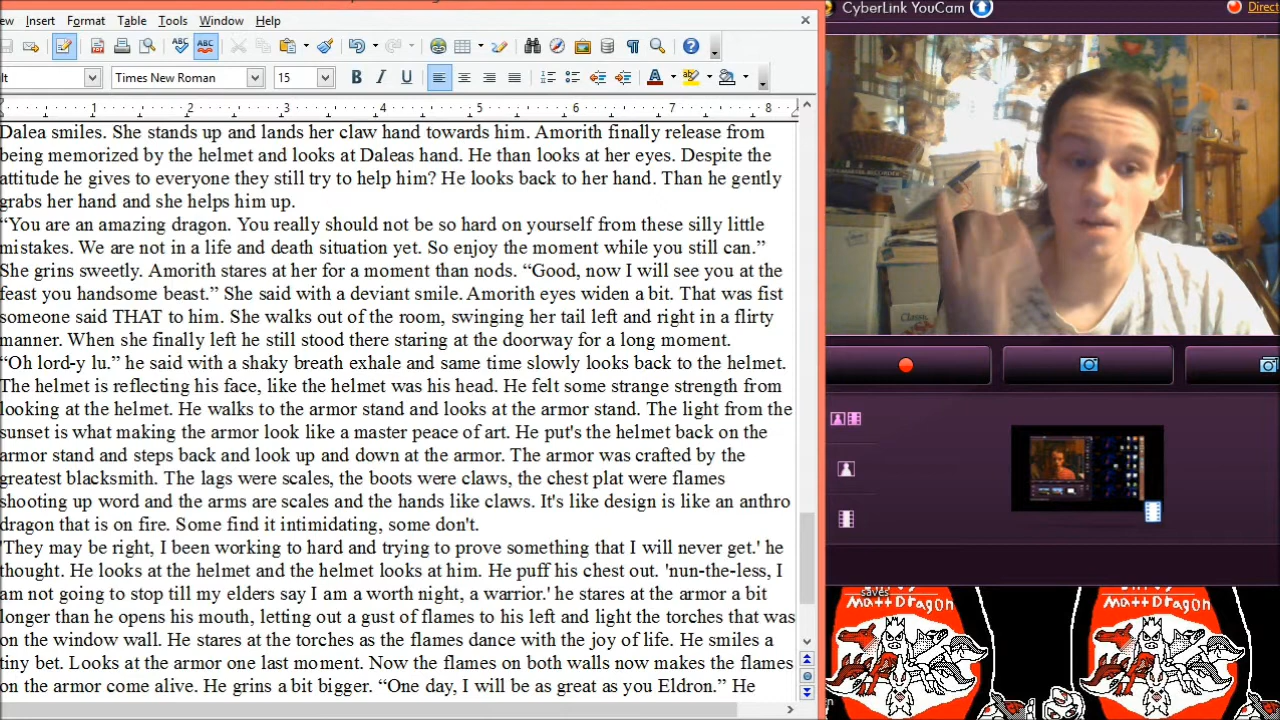 ew Insert Format Table Tools Window Help
Times New Roman 15
1 2 3 4 5 6 7 8
Dalea smiles. She stands up and lands her claw hand towards him. Amorith finally release from
being memorized by the helmet and looks at Daleas hand. He than looks at her eyes. Despite the
attitude he gives to everyone they still try to help him? He looks back to her hand. Than he gently
grabs her hand and she helps him up.
“You are an amazing dragon. You really should not be so hard on yourself from these silly little
mistakes. We are not in a life and death situation yet. So enjoy the moment while you still can.”
She grins sweetly. Amorith stares at her for a moment than nods. “Good, now I will see you at the
feast you handsome beast.” She said with a deviant smile. Amorith eyes widen a bit. That was fist
someone said THAT to him. She walks out of the room, swinging her tail left and right in a flirty
manner. When she finally left he still stood there staring at the doorway for a long moment.
“Oh lord-y lu.” he said with a shaky breath exhale and same time slowly looks back to the helmet.
The helmet is reflecting his face, like the helmet was his head. He felt some strange strength from
looking at the helmet. He walks to the armor stand and looks at the armor stand. The light from the
sunset is what making the armor look like a master peace of art. He put's the helmet back on the
armor stand and steps back and look up and down at the armor. The armor was crafted by the
greatest blacksmith. The lags were scales, the boots were claws, the chest plat were flames
shooting up word and the arms are scales and the hands like claws. It's like design is like an anthro
dragon that is on fire. Some find it intimidating, some don't.
'They may be right, I been working to hard and trying to prove something that I will never get.' he
thought. He looks at the helmet and the helmet looks at him. He puff his chest out. 'nun-the-less, I
am not going to stop till my elders say I am a worth night, a warrior.' he stares at the armor a bit
longer than he opens his mouth, letting out a gust of flames to his left and light the torches that was
on the window wall. He stares at the torches as the flames dance with the joy of life. He smiles a
tiny bet. Looks at the armor one last moment. Now the flames on both walls now makes the flames
on the armor come alive. He grins a bit bigger. “One day, I will be as great as you Eldron.” He
CyberLink YouCam
Direct
saves
MattDragon
MattDragon